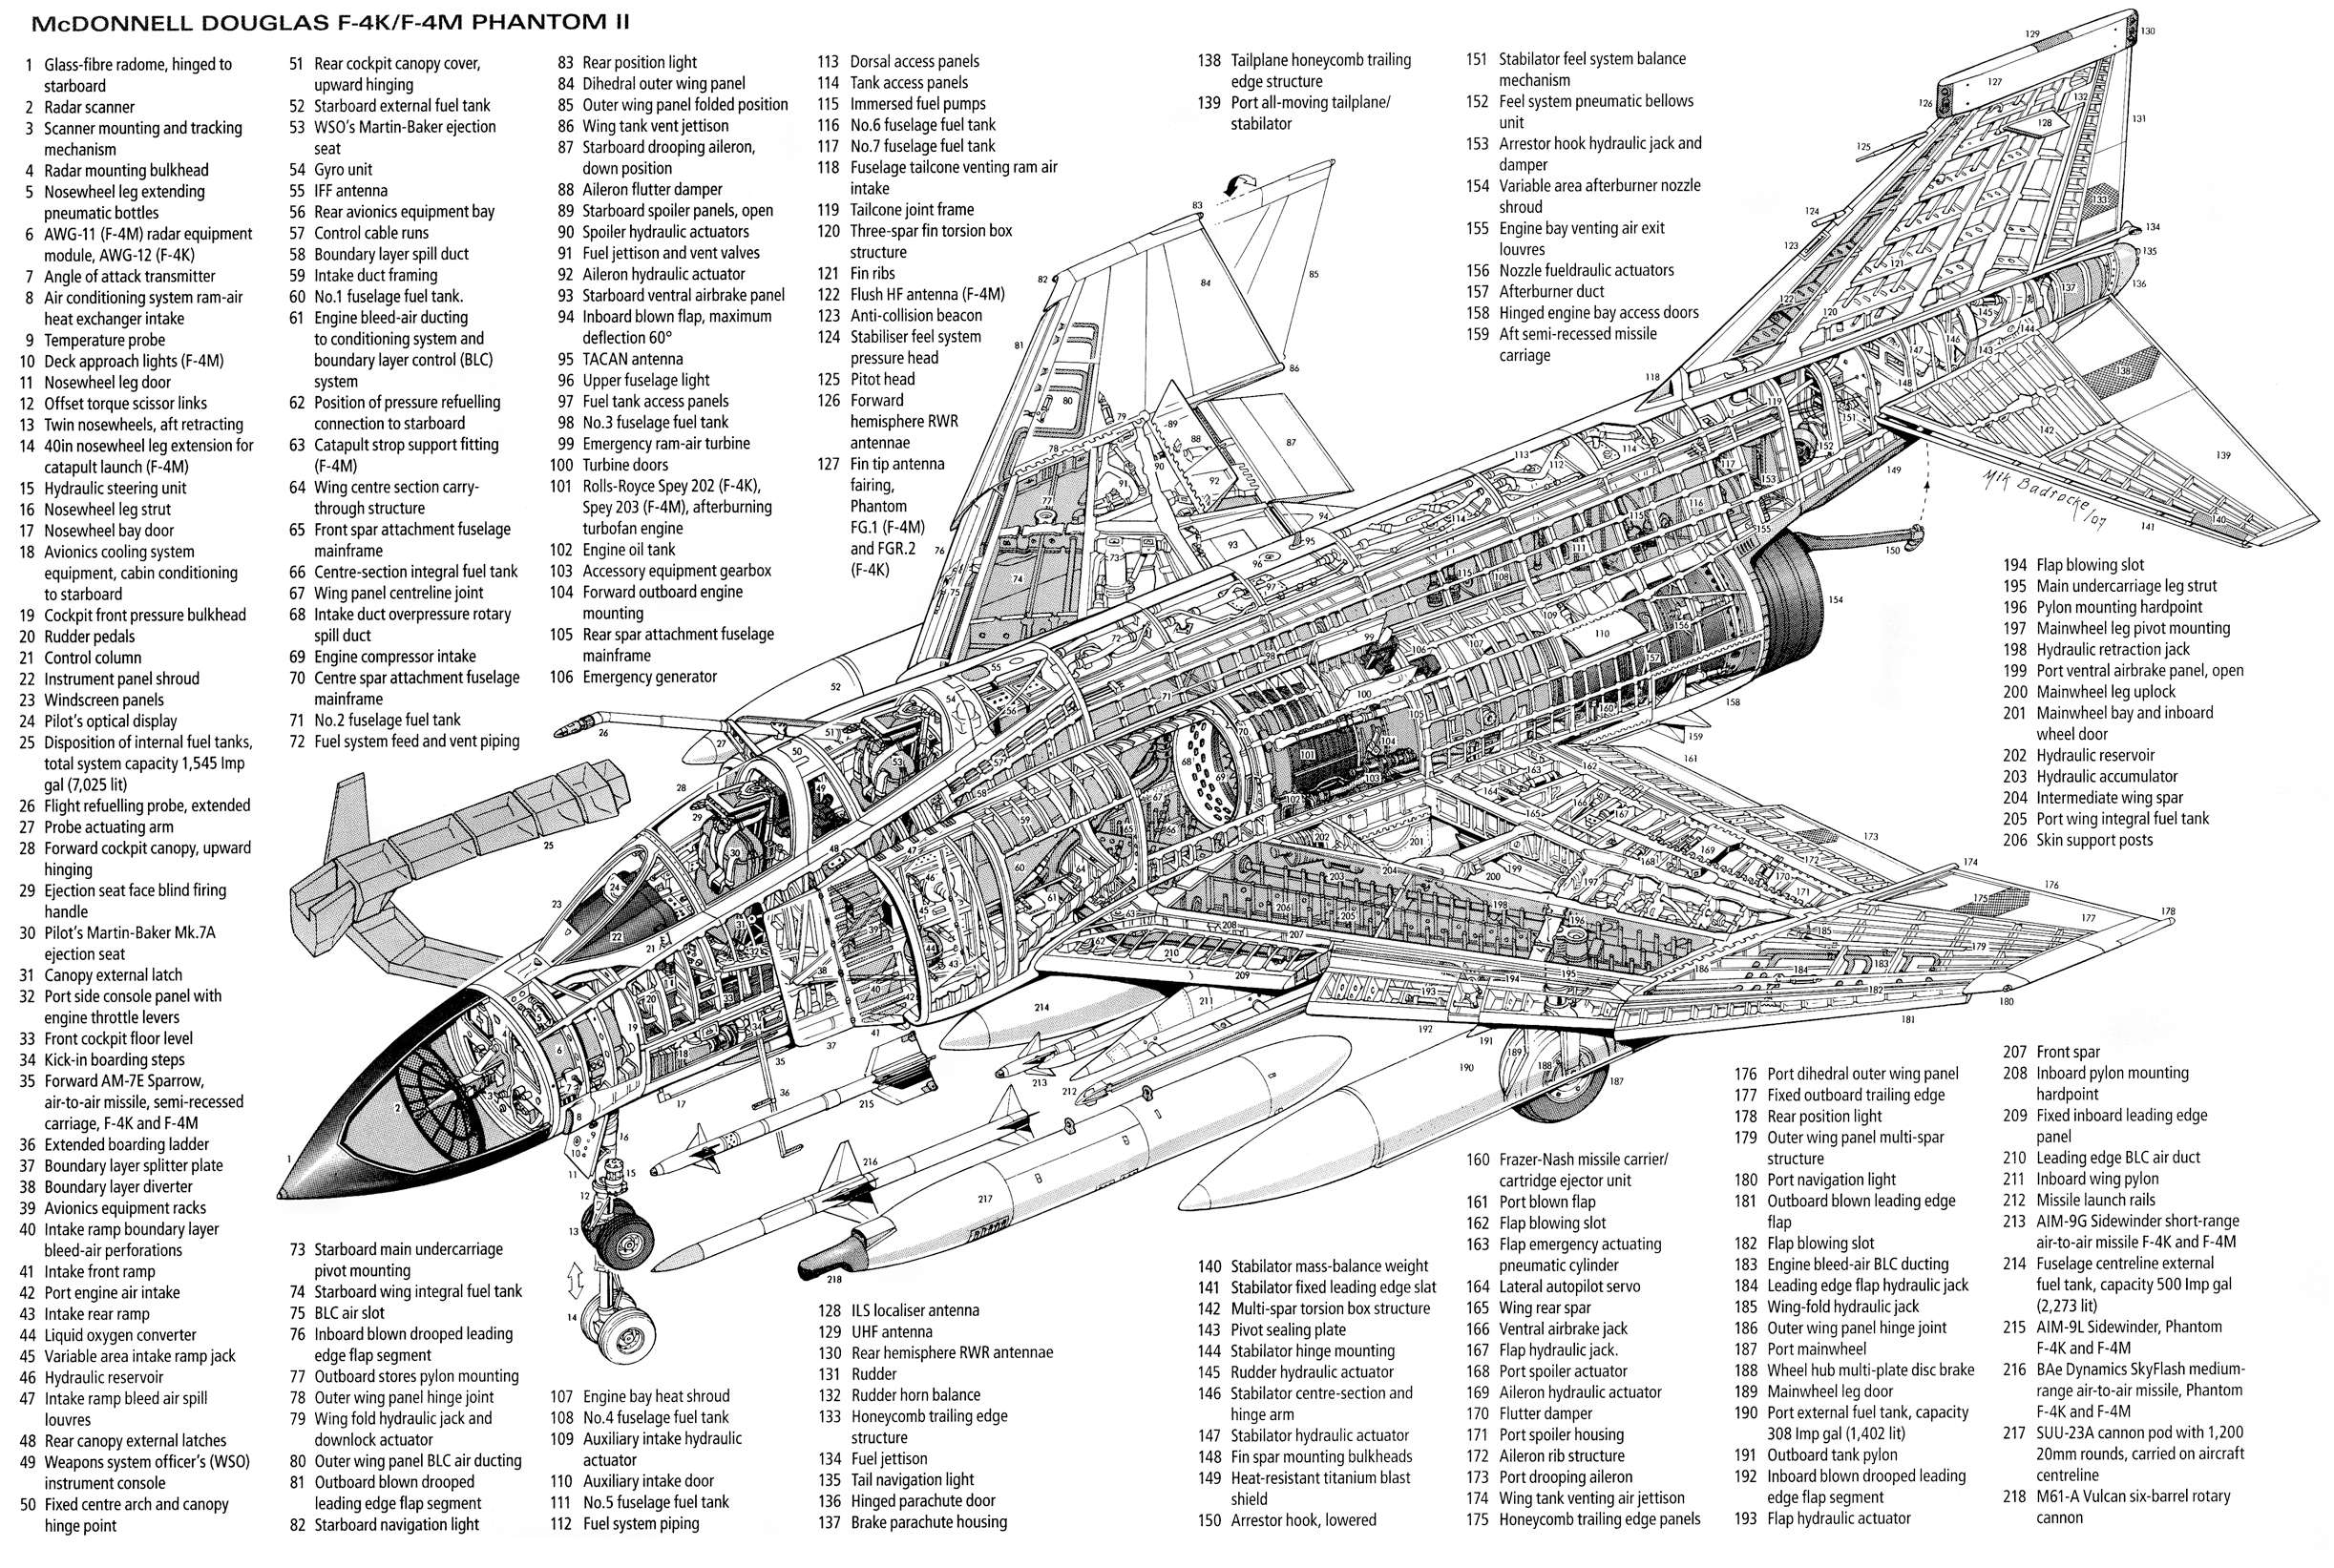 McDONNELL DOUGLAS F-4K/F-4M PHANTOM II
1 Glass-fibre radome, hinged to
starboard
2 Radar scanner
3 Scanner mounting and tracking
mechanism
4 Radar mounting bulkhead
5 Nosewheel leg extending
pneumatic bottles
6 AWG-11 (F-4M) radar equipment
module, AWG-12 (F-4K)
7 Angle of attack transmitter
8 Air conditioning system ram-air
heat exchanger intake
9 Temperature probe
10 Deck approach lights (F-4M)
11 Nosewheel leg door
12 Offset torque scissor links
13 Twin nosewheels, aft retracting
14 40in nosewheel leg extension for
catapult launch (F-4M)
15 Hydraulic steering unit
16 Nosewheel leg strut
17 Nosewheel bay door
18 Avionics cooling system
equipment, cabin conditioning
to starboard
19 Cockpit front pressure bulkhead
20 Rudder pedals
21 Control column
22 Instrument panel shroud
23 Windscreen panels
24 Pilot's optical display
25 Disposition of internal fuel tanks,
total system capacity 1,545 Imp
gal (7,025 lit)
26 Flight refuelling probe, extended
27 Probe actuating arm
28 Forward cockpit canopy, upward
hinging
29 Ejection seat face blind firing
handle
30 Pilot's Martin-Baker Mk.7A
ejection seat
31 Canopy external latch
32 Port side console panel with
engine throttle levers
33 Front cockpit floor level
34 Kick-in boarding steps
35 Forward AM-7E Sparrow,
air-to-air missile, semi-recessed
carriage, F-4K and F-4M
36 Extended boarding ladder
37 Boundary layer splitter plate
38 Boundary layer diverter
39 Avionics equipment racks
40 Intake ramp boundary layer
bleed-air perforations
41 Intake front ramp
42 Port engine air intake
43 Intake rear ramp
44 Liquid oxygen converter
45 Variable area intake ramp jack
46 Hydraulic reservoir
47 Intake ramp bleed air spill
louvres
48 Rear canopy external latches
49 Weapons system officer's (WSO)
instrument console
50 Fixed centre arch and canopy
hinge point
51 Rear cockpit canopy cover,
upward hinging
52 Starboard external fuel tank
53 WSO's Martin-Baker ejection
seat
54 Gyro unit
55 IFF antenna
56 Rear avionics equipment bay
57 Control cable runs
58 Boundary layer spill duct
59 Intake duct framing
60 No.1 fuselage fuel tank.
61 Engine bleed-air ducting
to conditioning system and
boundary layer control (BLC)
system
62 Position of pressure refuelling
connection to starboard
63 Catapult strop support fitting
(F-4M)
64 Wing centre section carry-
through structure
65 Front spar attachment fuselage
mainframe
66 Centre-section integral fuel tank
67 Wing panel centreline joint
68 Intake duct overpressure rotary
spill duct
69 Engine compressor intake
70 Centre spar attachment fuselage
mainframe
71 No.2 fuselage fuel tank
72 Fuel system feed and vent piping
73 Starboard main undercarriage
pivot mounting
74 Starboard wing integral fuel tank
75 BLC air slot
76 Inboard blown drooped leading
edge flap segment
77 Outboard stores pylon mounting
78 Outer wing panel hinge joint
79 Wing fold hydraulic jack and
downlock actuator
80 Outer wing panel BLC air ducting
81 Outboard blown drooped
leading edge flap segment
82 Starboard navigation light
83 Rear position light
84 Dihedral outer wing panel
85 Outer wing panel folded position
86 Wing tank vent jettison
87 Starboard drooping aileron,
down position
88 Aileron flutter damper
89 Starboard spoiler panels, open
90 Spoiler hydraulic actuators
91 Fuel jettison and vent valves
92 Aileron hydraulic actuator
93 Starboard ventral airbrake panel
94 Inboard blown flap, maximum
deflection 60°
95 TACAN antenna
96 Upper fuselage light
97 Fuel tank access panels
98 No.3 fuselage fuel tank
99 Emergency ram-air turbine
100 Turbine doors
101 Rolls-Royce Spey 202 (F-4K),
Spey 203 (F-4M), afterburning
turbofan engine
102 Engine oil tank
103 Accessory equipment gearbox
104 Forward outboard engine
mounting
105 Rear spar attachment fuselage
mainframe
106 Emergency generator
107 Engine bay heat shroud
108 No.4 fuselage fuel tank
109 Auxiliary intake hydraulic
actuator
110 Auxiliary intake door
111 No.5 fuselage fuel tank
112 Fuel system piping
113 Dorsal access panels
114 Tank access panels
115 Immersed fuel pumps
116 No.6 fuselage fuel tank
117 No.7 fuselage fuel tank
118 Fuselage tailcone venting ram air
intake
119 Tailcone joint frame
120 Three-spar fin torsion box
structure
121 Fin ribs
122 Flush HF antenna (F-4M)
123 Anti-collision beacon
124 Stabiliser feel system
pressure head
125 Pitot head
126 Forward
hemisphere RWR
antennae
127 Fin tip antenna
fairing,
Phantom
FG.1 (F-4M)
and FGR.2
(F-4K)
128 ILS localiser antenna
129 UHF antenna
130 Rear hemisphere RWR antennae
131 Rudder
132 Rudder horn balance
133 Honeycomb trailing edge
structure
134 Fuel jettison
135 Tail navigation light
136 Hinged parachute door
137 Brake parachute housing
138 Tailplane honeycomb trailing
edge structure
139 Port all-moving tailplane/
stabilator
140 Stabilator mass-balance weight
141 Stabilator fixed leading edge slat
142 Multi-spar torsion box structure
143 Pivot sealing plate
144 Stabilator hinge mounting
145 Rudder hydraulic actuator
146 Stabilator centre-section and
hinge arm
147 Stabilator hydraulic actuator
148 Fin spar mounting bulkheads
149 Heat-resistant titanium blast
shield
150 Arrestor hook, lowered
151 Stabilator feel system balance
mechanism
152 Feel system pneumatic bellows
unit
153 Arrestor hook hydraulic jack and
damper
154 Variable area afterburner nozzle
shroud
155 Engine bay venting air exit
louvres
156 Nozzle fueldraulic actuators
157 Afterburner duct
158 Hinged engine bay access doors
159 Aft semi-recessed missile
carriage
160 Frazer-Nash missile carrier/
cartridge ejector unit
161 Port blown flap
162 Flap blowing slot
163 Flap emergency actuating
pneumatic cylinder
164 Lateral autopilot servo
165 Wing rear spar
166 Ventral airbrake jack
167 Flap hydraulic jack.
168 Port spoiler actuator
169 Aileron hydraulic actuator
170 Flutter damper
171 Port spoiler housing
172 Aileron rib structure
173 Port drooping aileron
174 Wing tank venting air jettison
175 Honeycomb trailing edge panels
176 Port dihedral outer wing panel
177 Fixed outboard trailing edge
178 Rear position light
179 Outer wing panel multi-spar
structure
180 Port navigation light
181 Outboard blown leading edge
flap
182 Flap blowing slot
183 Engine bleed-air BLC ducting
184 Leading edge flap hydraulic jack
185 Wing-fold hydraulic jack
186 Outer wing panel hinge joint
187 Port mainwheel
188 Wheel hub multi-plate disc brake
189 Mainwheel leg door
190 Port external fuel tank, capacity
308 Imp gal (1,402 lit)
191 Outboard tank pylon
192 Inboard blown drooped leading
edge flap segment
193 Flap hydraulic actuator
194 Flap blowing slot
195 Main undercarriage leg strut
196 Pylon mounting hardpoint
197 Mainwheel leg pivot mounting
198 Hydraulic retraction jack
199 Port ventral airbrake panel, open
200 Mainwheel leg uplock
201 Mainwheel bay and inboard
wheel door
202 Hydraulic reservoir
203 Hydraulic accumulator
204 Intermediate wing spar
205 Port wing integral fuel tank
206 Skin support posts
207 Front spar
208 Inboard pylon mounting
hardpoint
209 Fixed inboard leading edge
panel
210 Leading edge BLC air duct
211 Inboard wing pylon
212 Missile launch rails
213 AIM-9G Sidewinder short-range
air-to-air missile F-4K and F-4M
214 Fuselage centreline external
fuel tank, capacity 500 Imp gal
(2,273 lit)
215 AIM-9L Sidewinder, Phantom
F-4K and F-4M
216 BAe Dynamics SkyFlash medium-
range air-to-air missile, Phantom
F-4K and F-4M
217 SUU-23A cannon pod with 1,200
20mm rounds, carried on aircraft
centreline
218 M61-A Vulcan six-barrel rotary
cannon
Mik Badrocke/07